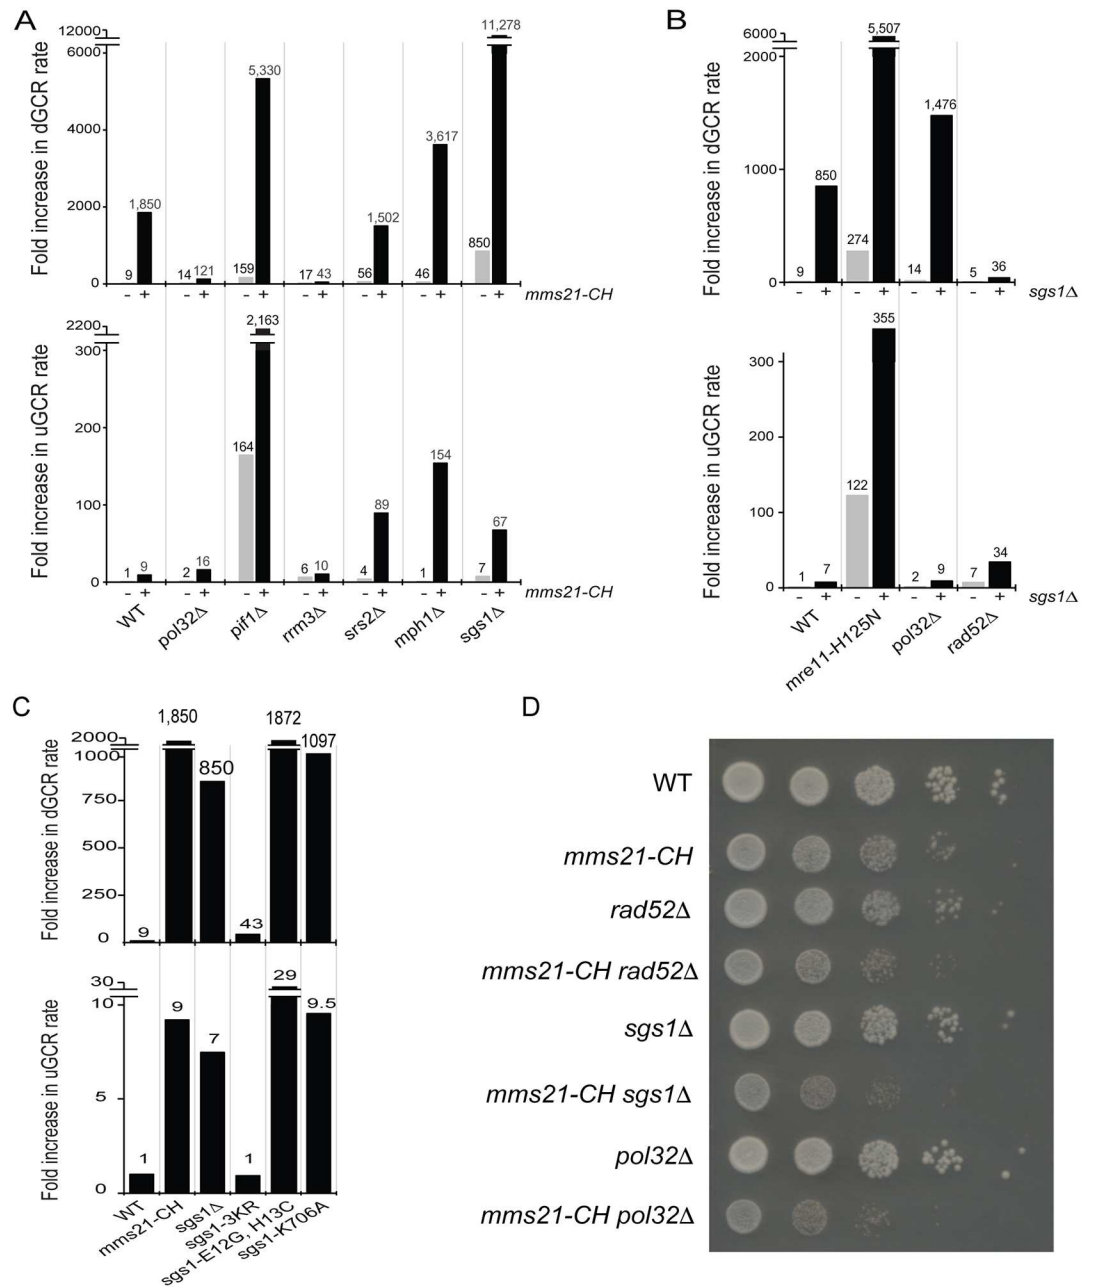 A
Fold increase in dGCR rate
12000
6000
4000
2000
0
9 1,850 14 121 159 5,330 17 43 56 1,502 46 3,617 850 11,278
- + - + - + - + - + - + - + mms21-CH
Fold increase in uGCR rate
2200
300
200
100
0
1 9 2 16 164 2,163 6 10 4 89 1 154 7 67
- + - + - + - + - + - + - + mms21-CH
WT pol32Δ pif1Δ rrm3Δ srs2Δ mph1Δ sgs1Δ
B
Fold increase in dGCR rate
6000
2000
1000
0
9 850 274 5,507 14 1,476 5 36
- + - + - + - + sgs1Δ
Fold increase in uGCR rate
300
200
100
0
1 7 122 355 2 9 7 34
- + - + - + - + sgs1Δ
WT mre11-H125N pol32Δ rad52Δ
C
Fold increase in dGCR rate
2000
1000
750
500
250
0
9 1,850 850 43 1872 1097
Fold increase in uGCR rate
30
10
5
0
1 9 7 1 29 9.5
WT mms21-CH sgs1Δ sgs1-3KR sgs1-E12G, H13C sgs1-K706A
D
WT
mms21-CH
rad52Δ
mms21-CH rad52Δ
sgs1Δ
mms21-CH sgs1Δ
pol32Δ
mms21-CH pol32Δ